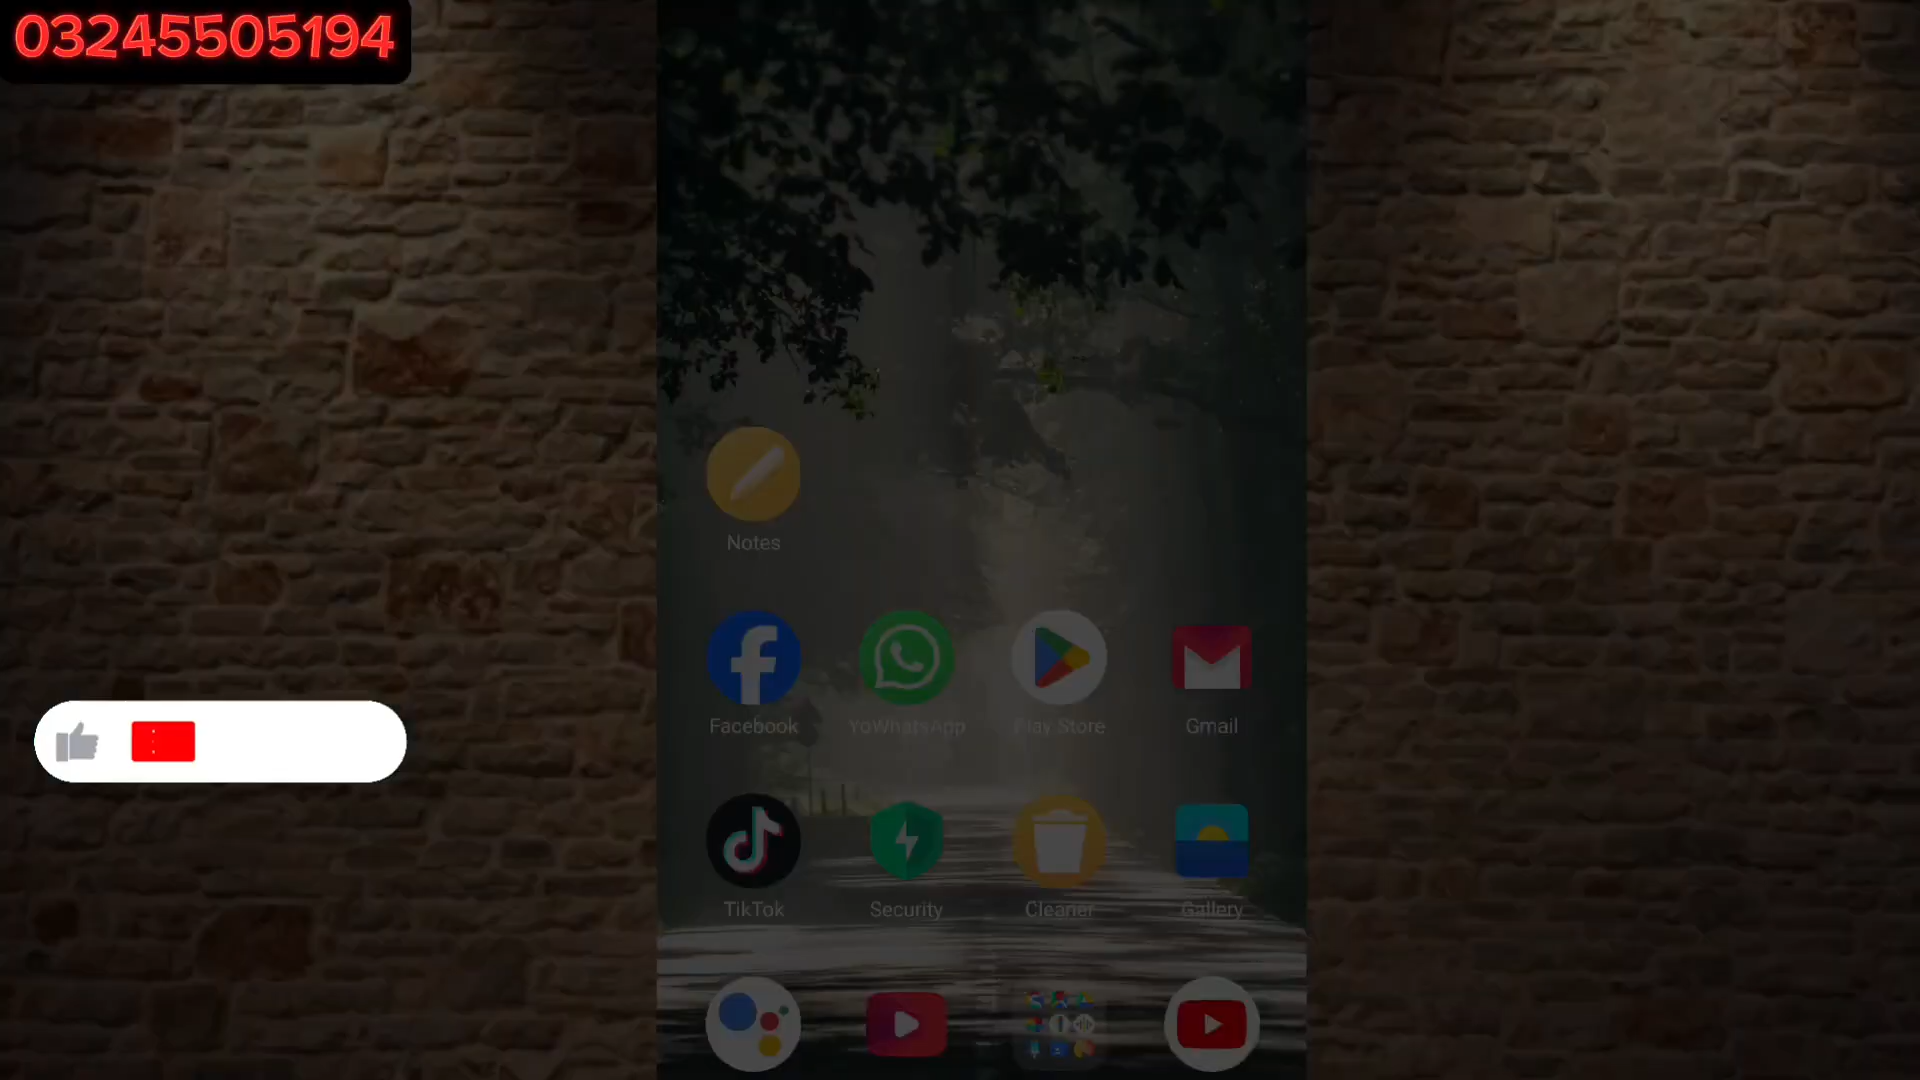 03245505194
Notes
Facebook
YoWhatsApp
Play Store
Gmail
TikTok
Security
Cleaner
Gallery